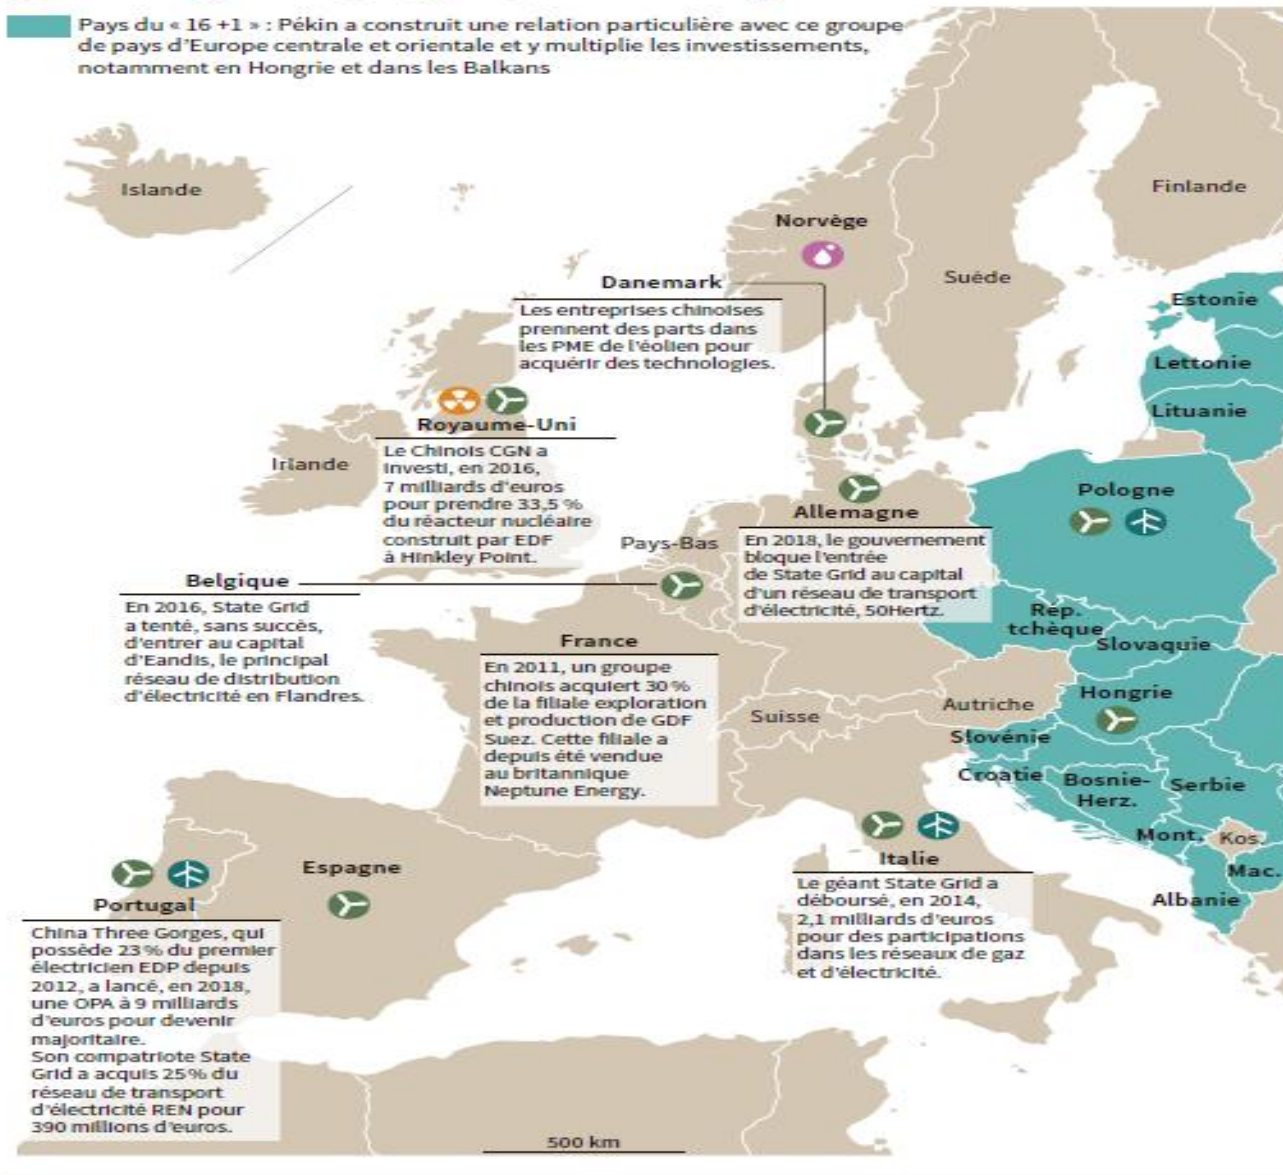 Pays du « 16 +1 » : Pékin a construit une relation particulière avec ce groupe
de pays d’Europe centrale et orientale et y multiplie les investissements,
notamment en Hongrie et dans les Balkans
Islande
Finlande
Norvège
Suéde
Danemark
Les entreprises chinoises
prennent des parts dans
les PME de l’éolien pour
acquérir des technologies.
Estonie
Lettonie
Lituanie
Royaume-Uni
Le Chinois CGN a
investi, en 2016,
7 milliards d’euros
pour prendre 33,5 %
du réacteur nucléaire
construit par EDF
à Hinkley Point.
Irlande
Pologne
Allemagne
En 2018, le gouvernement
bloque l’entrée
de State Grid au capital
d’un réseau de transport
d’électricité, 50Hertz.
Pays-Bas
Belgique
En 2016, State Grid
a tenté, sans succès,
d’entrer au capital
d’Eandis, le principal
réseau de distribution
d’électricité en Flandres.
Rép.
tchèque
Slovaquie
France
En 2011, un groupe
chinois acquiert 30 %
de la filiale exploration
et production de GDF
Suez. Cette filiale a
depuis été vendue
au britannique
Neptune Energy.
Suisse
Autriche
Hongrie
Slovénie
Croatie
Bosnie-
Herz.
Serbie
Mont.
Kos.
Mac.
Albanie
Italie
Le géant State Grid a
déboursé, en 2014,
2,1 milliards d’euros
pour des participations
dans les réseaux de gaz
et d’électricité.
Espagne
Portugal
China Three Gorges, qui
possède 23 % du premier
électricien EDP depuis
2012, a lancé, en 2018,
une OPA à 9 milliards
d’euros pour devenir
majoritaire.
Son compatriote State
Grid a acquis 25% du
réseau de transport
d’électricité REN pour
390 millions d’euros.
500 km